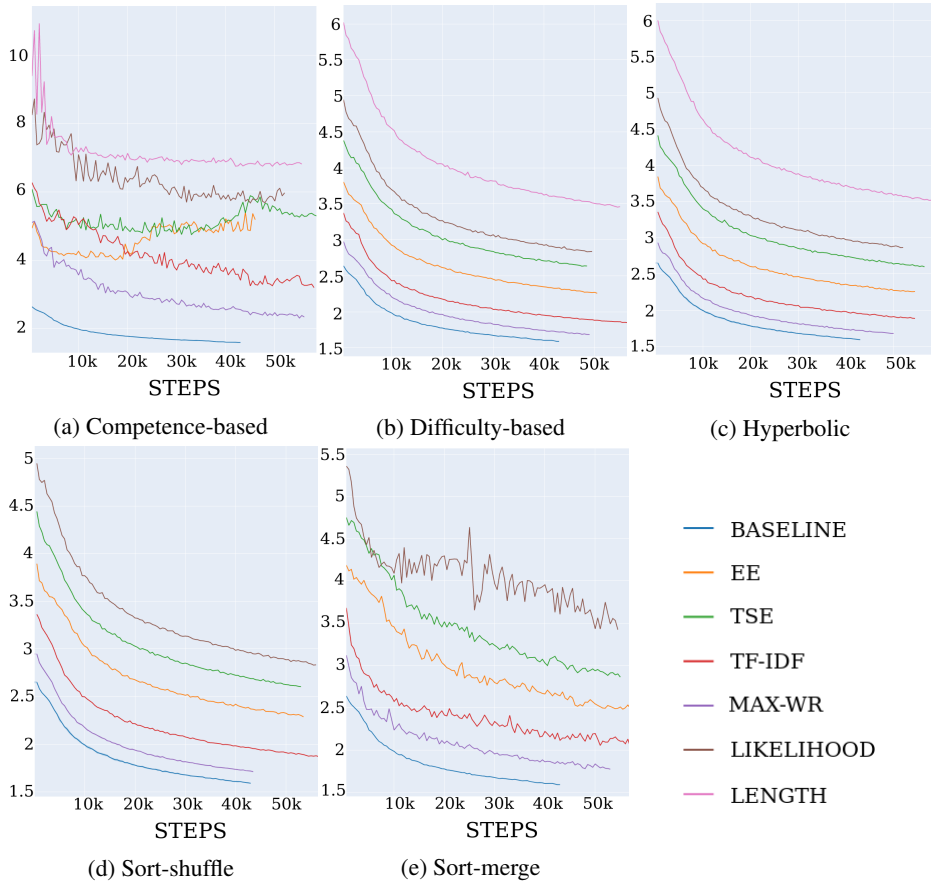 10
8
6
4
2
10k 20k 30k 40k 50k
STEPS
(a) Competence-based
6
5.5
5
4.5
4
3.5
3
2.5
2
1.5
10k 20k 30k 40k 50k
STEPS
(b) Difficulty-based
6
5.5
5
4.5
4
3.5
3
2.5
2
1.5
10k 20k 30k 40k 50k
STEPS
(c) Hyperbolic
5
4.5
4
3.5
3
2.5
2
1.5
10k 20k 30k 40k 50k
STEPS
(d) Sort-shuffle
5.5
5
4.5
4
3.5
3
2.5
2
1.5
10k 20k 30k 40k 50k
STEPS
(e) Sort-merge
BASELINE
EE
TSE
TF-IDF
MAX-WR
LIKELIHOOD
LENGTH